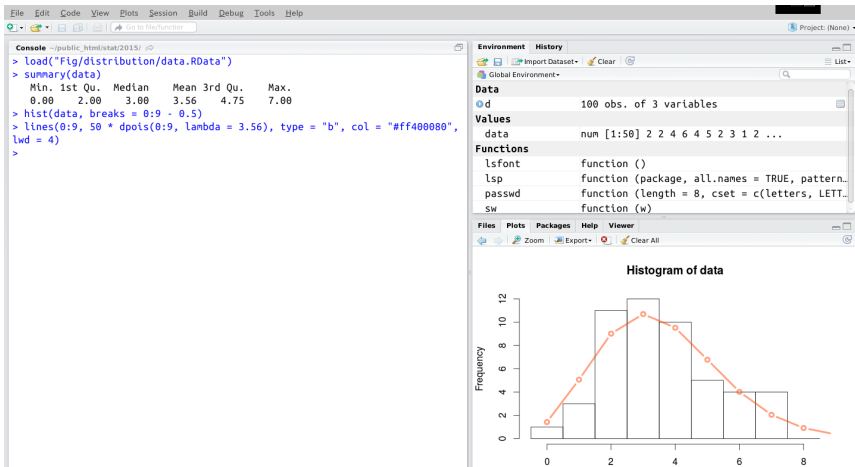 File Edit Code View Plots Session Build Debug Tools Help
Go to file/function
Project: (None)
Console ~/public_html/stat/2015/
> load("Fig/distribution/data.RData")
> summary(data)
Min. 1st Qu. Median Mean 3rd Qu. Max.
0.00 2.00 3.00 3.56 4.75 7.00
> hist(data, breaks = 0:9 - 0.5)
> lines(0:9, 50 * dpois(0:9, lambda = 3.56), type = "b", col = "#ff400080",
lwd = 4)
>
Environment History
Import Dataset Clear List
Global Environment
Data
d 100 obs. of 3 variables
Values
data num [1:50] 2 2 4 6 4 5 2 3 1 2 ...
Functions
lsfont function ()
lsp function (package, all.names = TRUE, pattern…
passwd function (length = 8, cset = c(letters, LETT…
sw function (w)
Files Plots Packages Help Viewer
Zoom Export Clear All
Histogram of data
Frequency
0 2 4 6 8 10 12
0 2 4 6 8